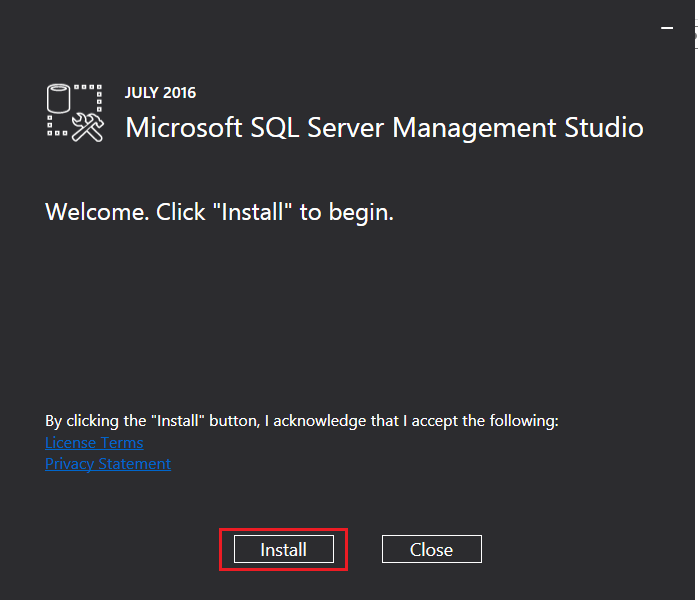 JULY 2016
Microsoft SQL Server Management Studio
Welcome. Click "Install" to begin.
By clicking the "Install" button, I acknowledge that I accept the following:
License Terms
Privacy Statement
Install
Close